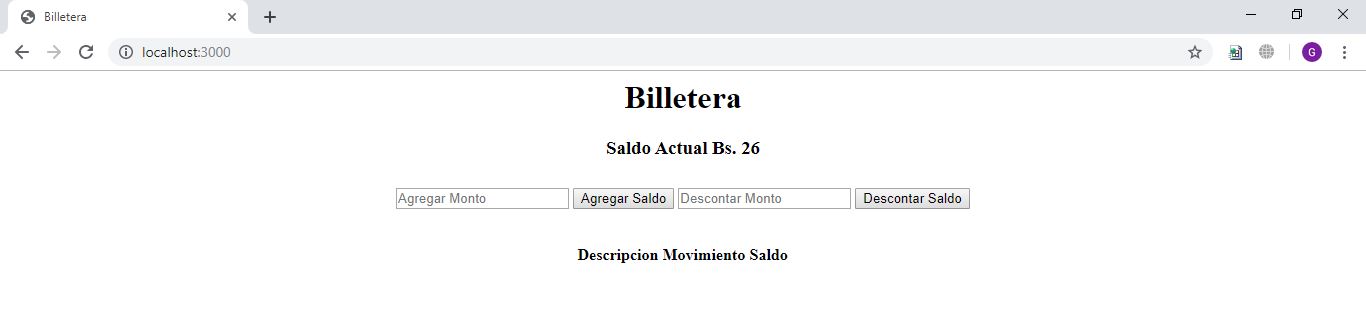 Billetera
localhost:3000
G
Billetera
Saldo Actual Bs. 26
Agregar Monto Agregar Saldo Descontar Monto Descontar Saldo
Descripcion Movimiento Saldo